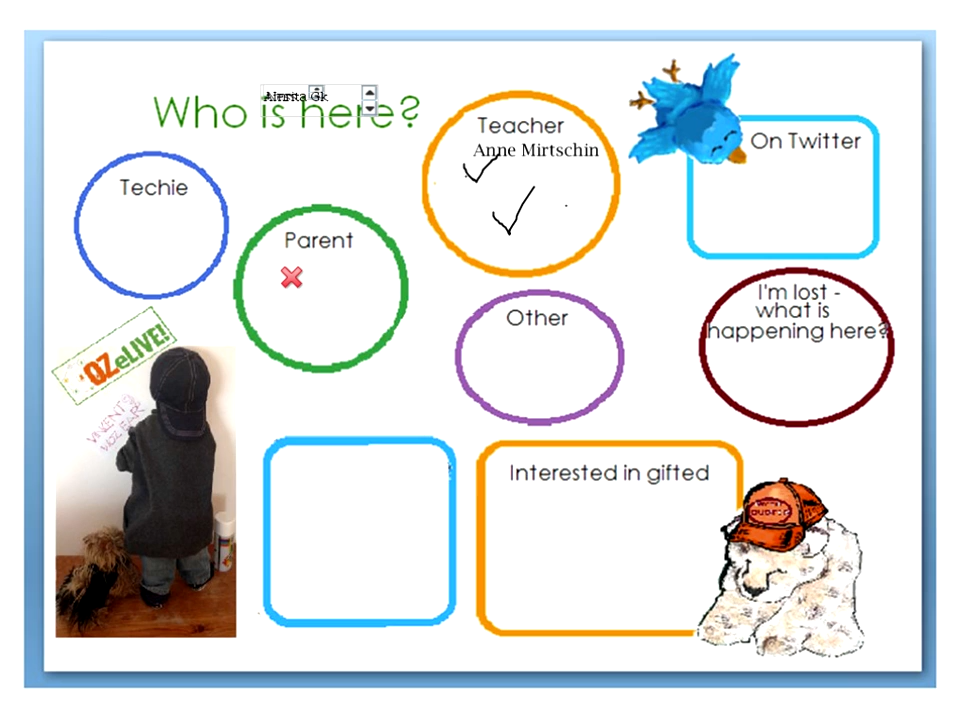 Who is here?
Techie
Parent
Teacher
Anne Mirtschin
On Twitter
Other
I'm lost -
what is
happening here?
OZeLIVE!
Interested in gifted